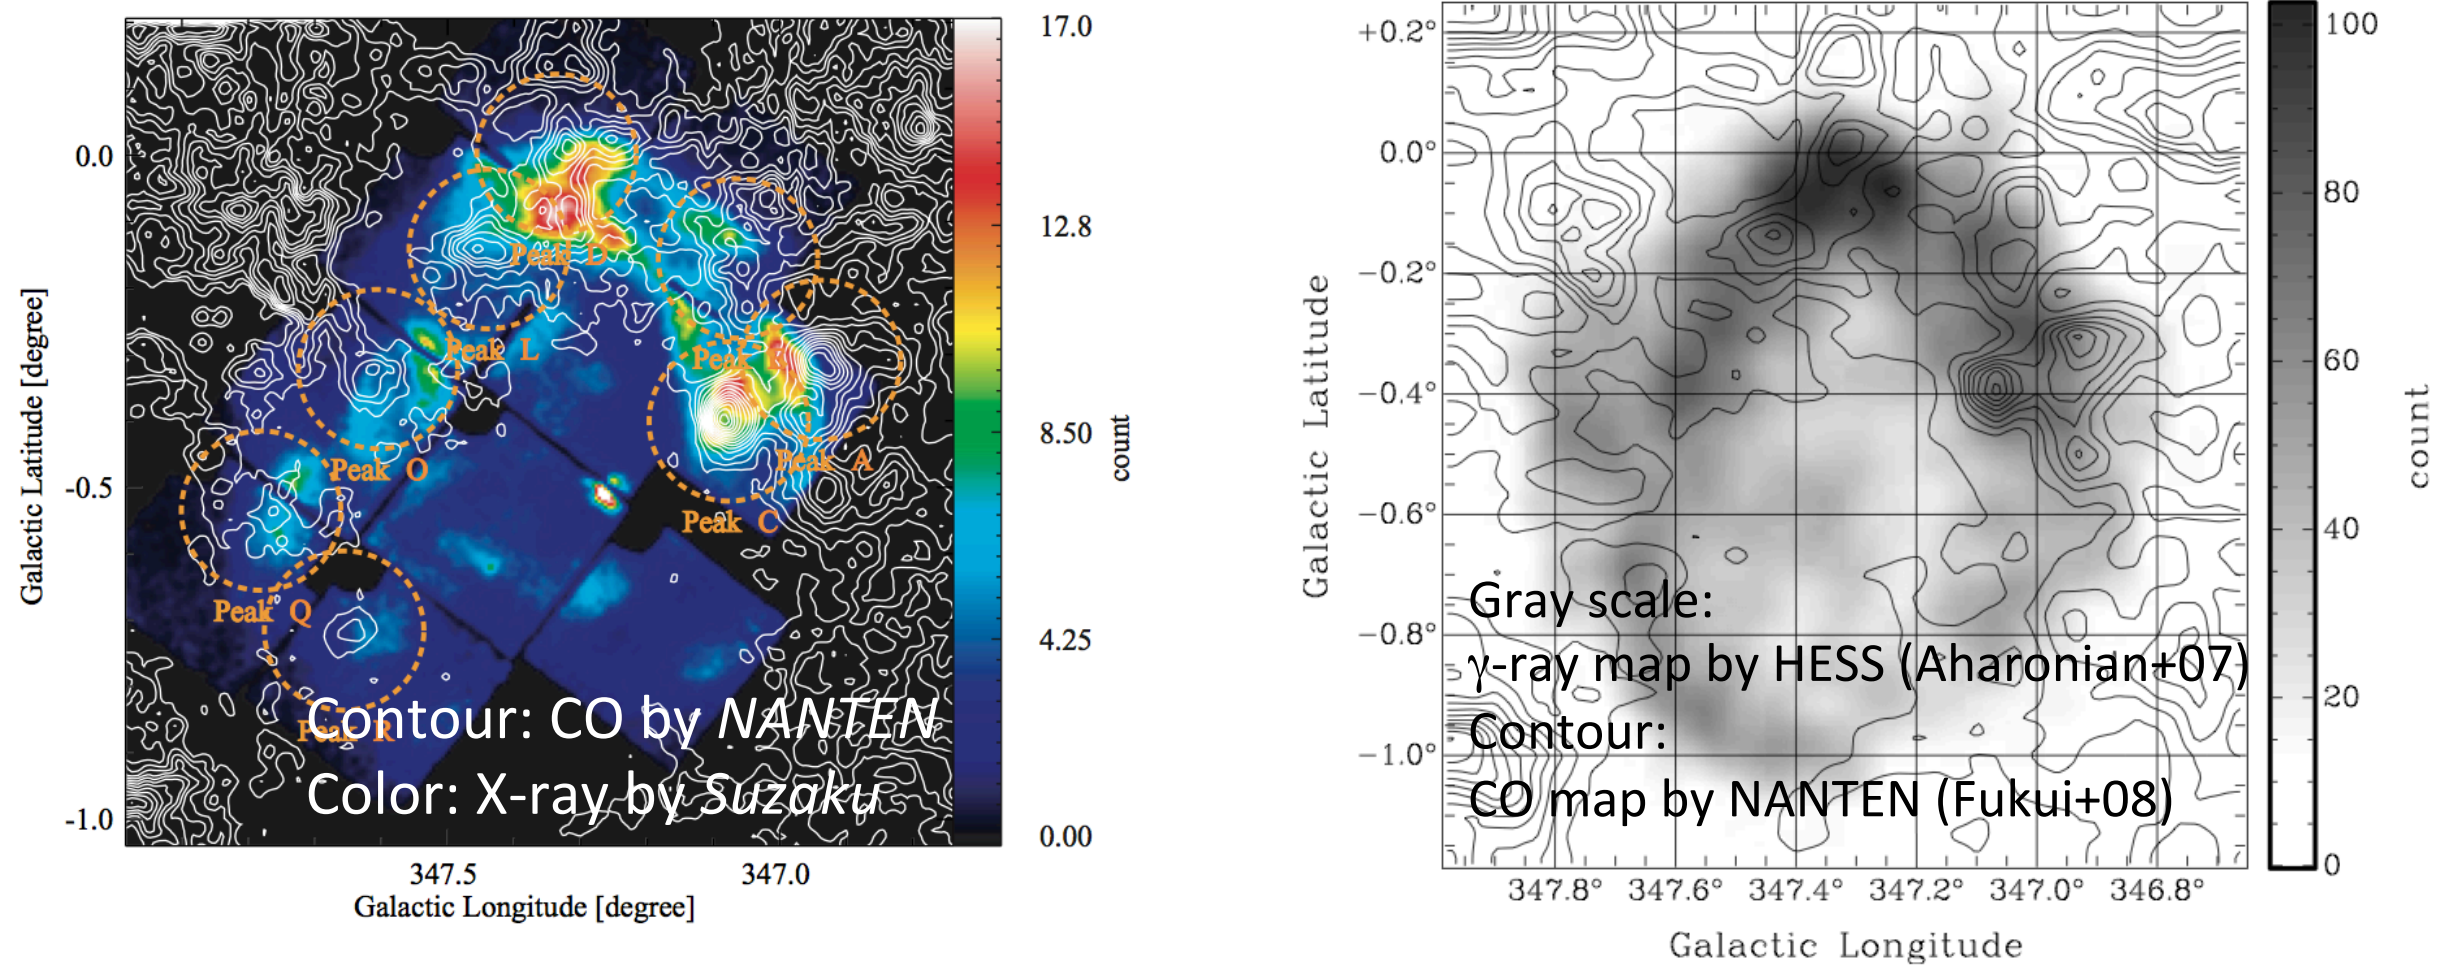 17.0
12.8
8.50
4.25
0.00
count
0.0
-0.5
-1.0
Galactic Latitude [degree]
347.5
347.0
Galactic Longitude [degree]
Peak D
Peak L
Peak
Peak A
Peak O
Peak C
Peak Q
Peak R
Contour: CO by NANTEN
Color: X-ray by Suzaku
+0.2°
0.0°
−0.2°
−0.4°
−0.6°
−0.8°
−1.0°
Galactic Latitude
347.8°
347.6°
347.4°
347.2°
347.0°
346.8°
Galactic Longitude
Gray scale:
γ-ray map by HESS (Aharonian+07)
Contour:
CO map by NANTEN (Fukui+08)
100
80
60
40
20
0
count